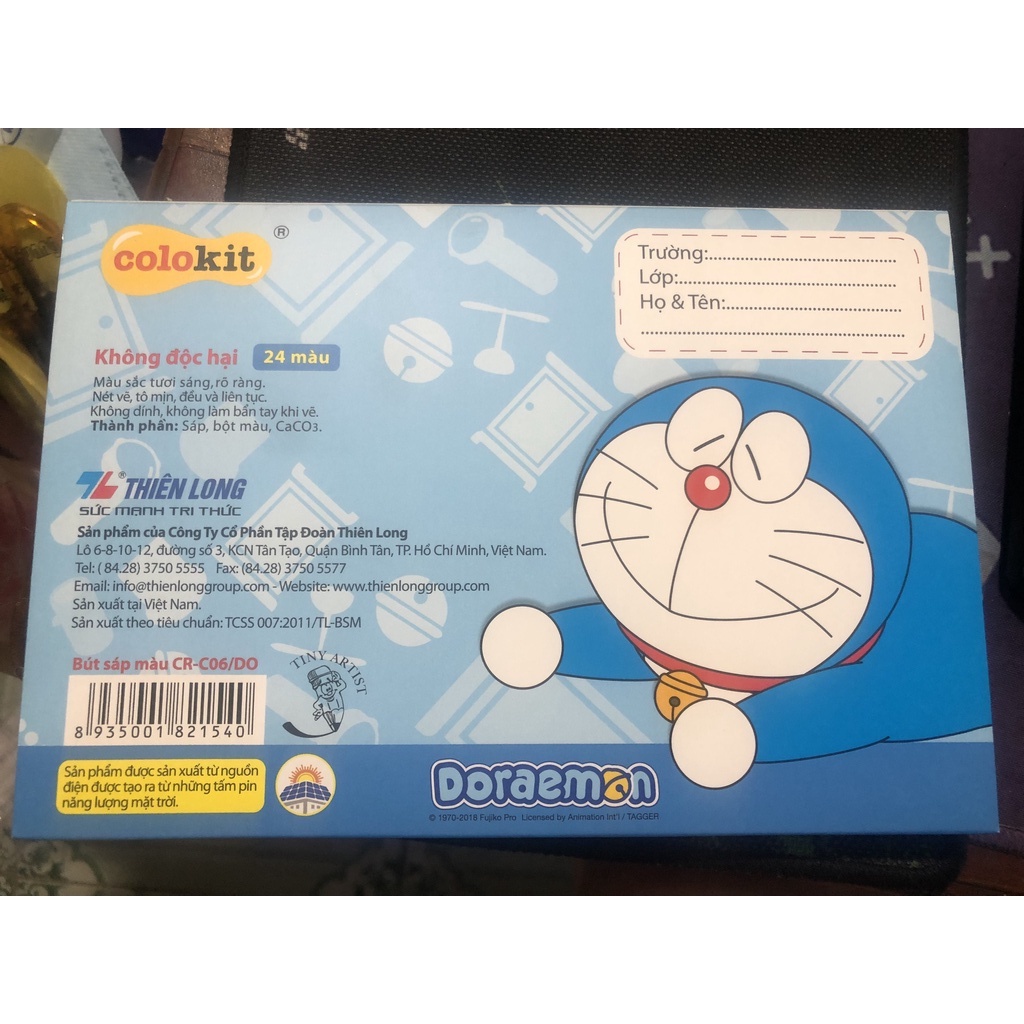 colokit ®
Trường:.......................................
Lớp:.............................................
Họ & Tên:....................................
......................................................
Không độc hại 24 màu
Màu sắc tươi sáng, rõ ràng.
Nét vẽ, tô mịn, đều và liên tục.
Không dính, không làm bẩn tay khi vẽ.
Thành phần: Sáp, bột màu, CaCO3.
TL® THIÊN LONG
SỨC MẠNH TRI THỨC
Sản phẩm của Công Ty Cổ Phần Tập Đoàn Thiên Long
Lô 6-8-10-12, đường số 3, KCN Tân Tạo, Quận Bình Tân, TP. Hồ Chí Minh, Việt Nam.
Tel: ( 84.28) 3750 5555 Fax: (84.28) 3750 5577
Email: info@thienlonggroup.com - Website: www.thienlonggroup.com
Sản xuất tại Việt Nam.
Sản xuất theo tiêu chuẩn: TCSS 007:2011/TL-BSM
Bút sáp màu CR-C06/DO
TINY ARTIST
8 935001 821540
Sản phẩm được sản xuất từ nguồn
điện được tạo ra từ những tấm pin
năng lượng mặt trời.
Doraemon
© 1970-2018 Fujiko Pro Licensed by Animation Int'l / TAGGER